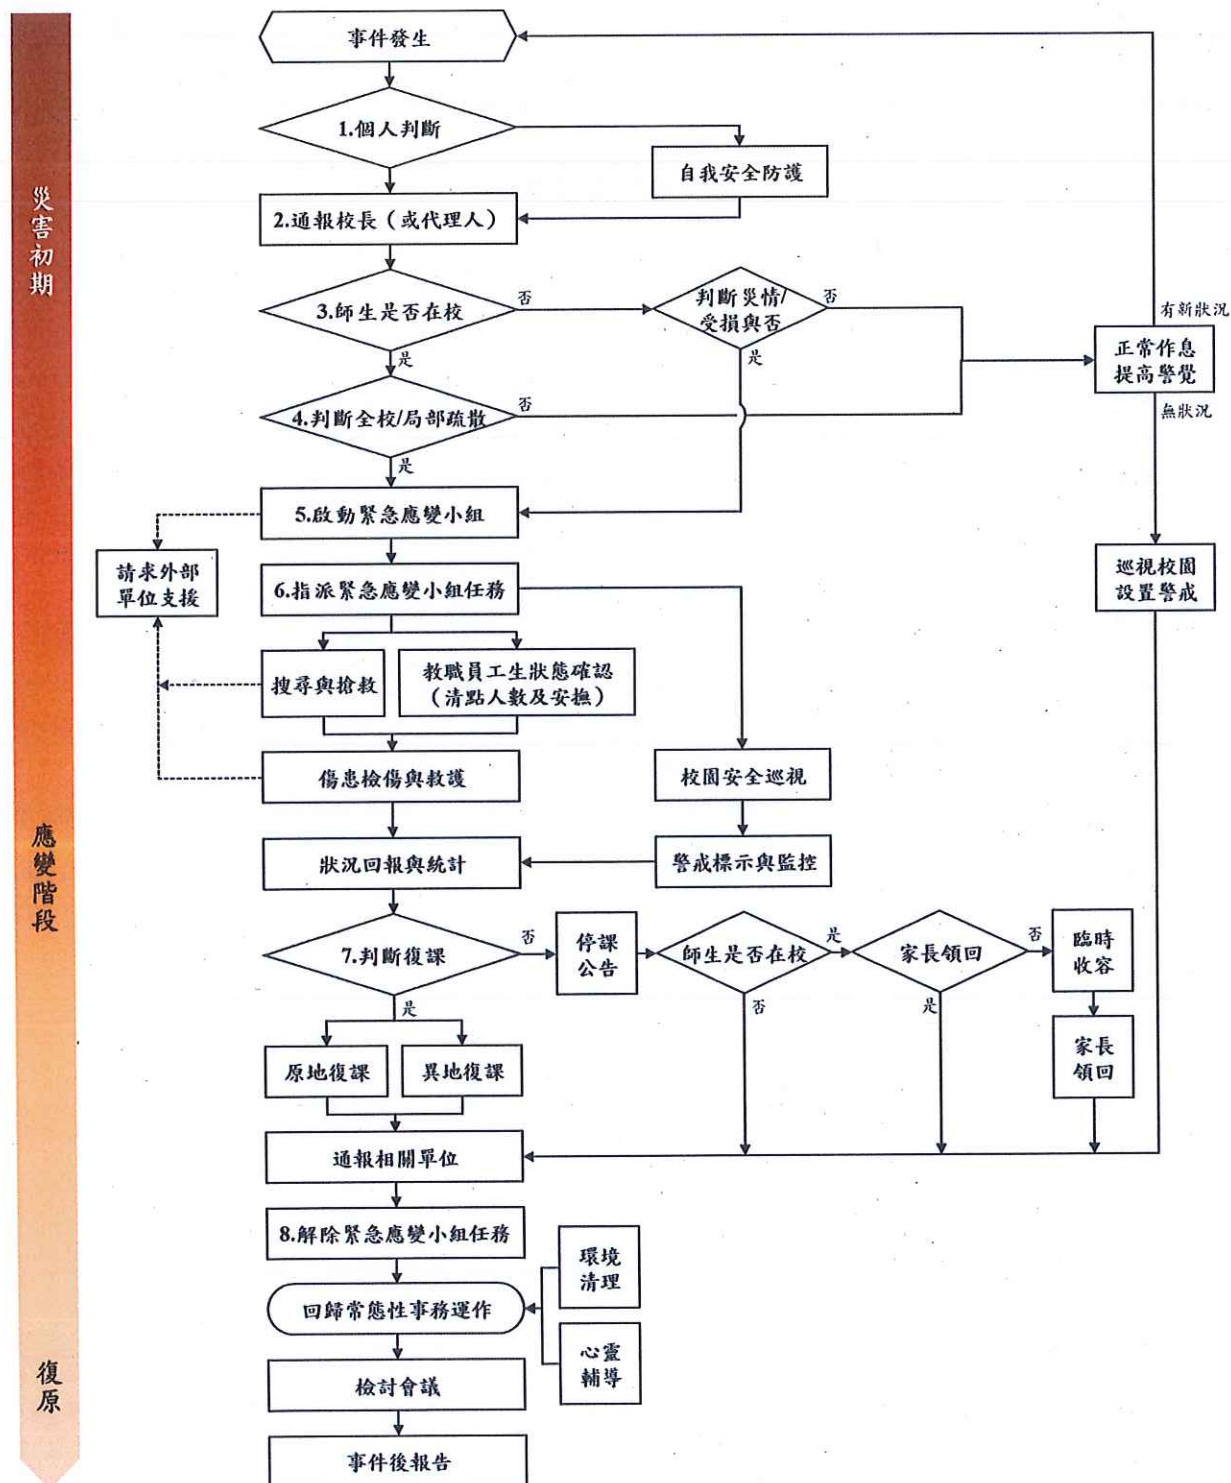 災害初期
應變階段
復原
事件發生
1.個人判斷
自我安全防護
2.通報校長（或代理人）
3.師生是否在校
否
判斷災情/
受損與否
否
有新狀況
正常作息
提高警覺
無狀況
是
是
4.判斷全校/局部疏散
否
是
5.啟動緊急應變小組
請求外部
單位支援
6.指派緊急應變小組任務
巡視校園
設置警戒
搜尋與搶救
教職員工生狀態確認
（清點人數及安撫）
傷患檢傷與救護
校園安全巡視
狀況回報與統計
警戒標示與監控
7.判斷復課
否
停課
公告
師生是否在校
是
家長領回
否
臨時
收容
是
否
是
原地復課
異地復課
家長
領回
通報相關單位
8.解除緊急應變小組任務
環境
清理
回歸常態性事務運作
心靈
輔導
檢討會議
事件後報告